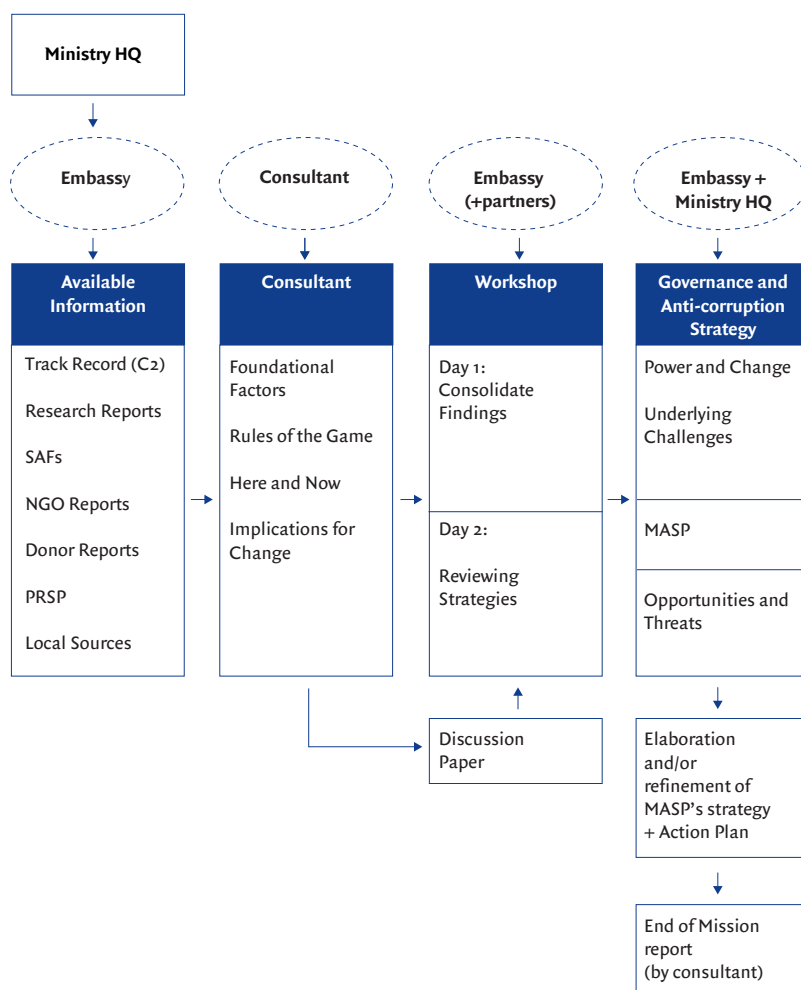 Ministry HQ
Embassy
Consultant
Embassy
(+partners)
Embassy +
Ministry HQ
Available
Information
Track Record (C2)
Research Reports
SAFs
NGO Reports
Donor Reports
PRSP
Local Sources
Consultant
Foundational
Factors
Rules of the Game
Here and Now
Implications for
Change
Workshop
Day 1:
Consolidate
Findings
Day 2:
Reviewing
Strategies
Discussion
Paper
Governance and
Anti-corruption
Strategy
Power and Change
Underlying
Challenges
MASP
Opportunities and
Threats
Elaboration
and/or
refinement of
MASP’s strategy
+ Action Plan
End of Mission
report
(by consultant)